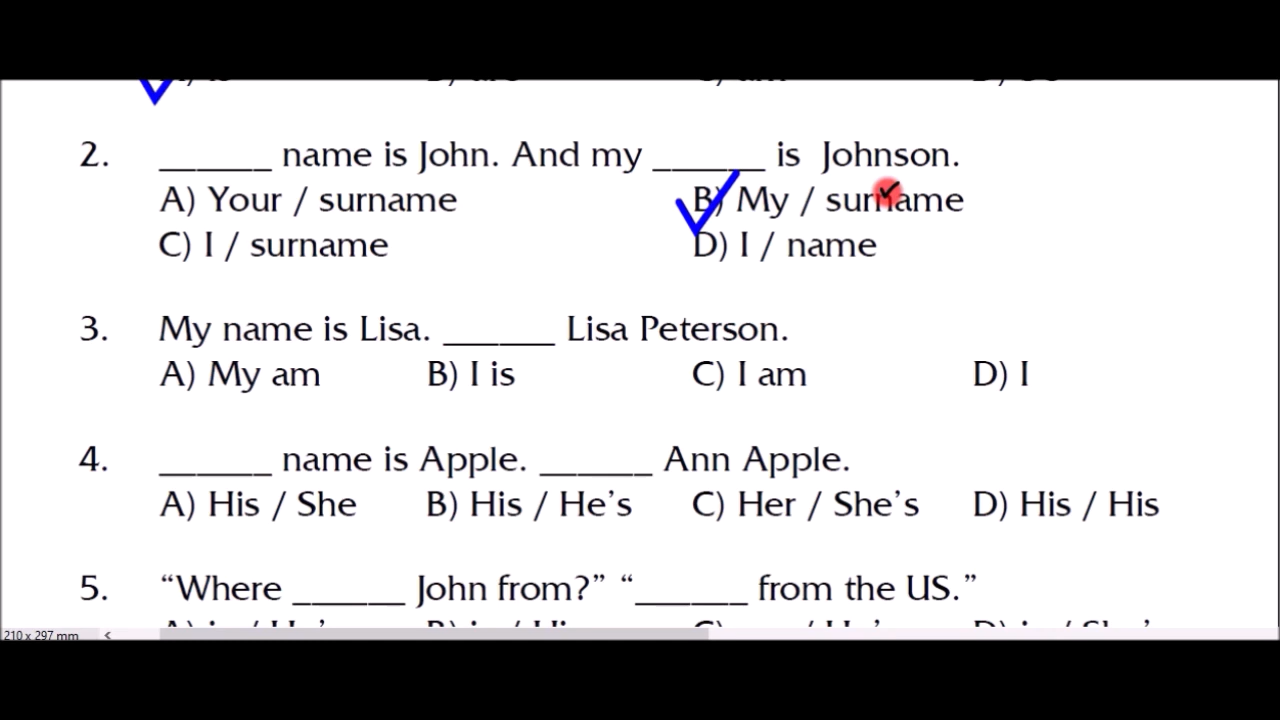 2. ______ name is John. And my ______ is Johnson.
A) Your / surname B) My / surname
C) I / surname D) I / name
3. My name is Lisa. ______ Lisa Peterson.
A) My am B) I is C) I am D) I
4. ______ name is Apple. ______ Ann Apple.
A) His / She B) His / He’s C) Her / She’s D) His / His
5. “Where ______ John from?” “______ from the US.”
210 x 297 mm